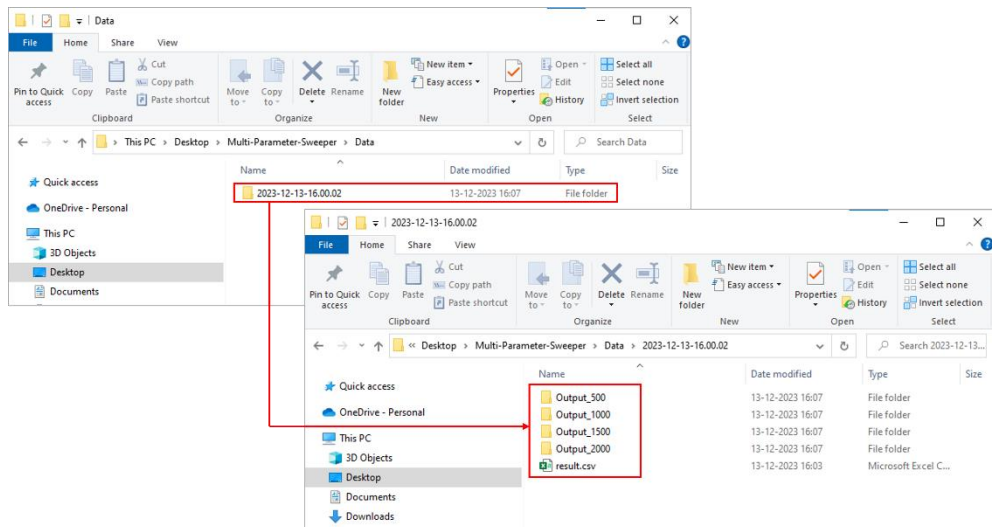 Data
File Home Share View
Pin to Quick access
Copy
Paste
Cut
Copy path
Paste shortcut
Move to
Copy to
Delete
Rename
New folder
New item
Easy access
Properties
Open
Edit
History
Select all
Select none
Invert selection
Clipboard Organize New Open Select
This PC > Desktop > Multi-Parameter-Sweeper > Data
Search Data
Name Date modified Type Size
2023-12-13-16.00.02 13-12-2023 16:07 File folder
Quick access
OneDrive - Personal
This PC
3D Objects
Desktop
Documents
2023-12-13-16.00.02
File Home Share View
Pin to Quick access
Copy
Paste
Cut
Copy path
Paste shortcut
Move to
Copy to
Delete
Rename
New folder
New item
Easy access
Properties
Open
Edit
History
Select all
Select none
Invert selection
Clipboard Organize New Open Select
« Desktop > Multi-Parameter-Sweeper > Data > 2023-12-13-16.00.02
Search 2023-12-13...
Name Date modified Type Size
Output_500 13-12-2023 16:07 File folder
Output_1000 13-12-2023 16:07 File folder
Output_1500 13-12-2023 16:07 File folder
Output_2000 13-12-2023 16:07 File folder
result.csv 13-12-2023 16:03 Microsoft Excel C...
Quick access
OneDrive - Personal
This PC
3D Objects
Desktop
Documents
Downloads